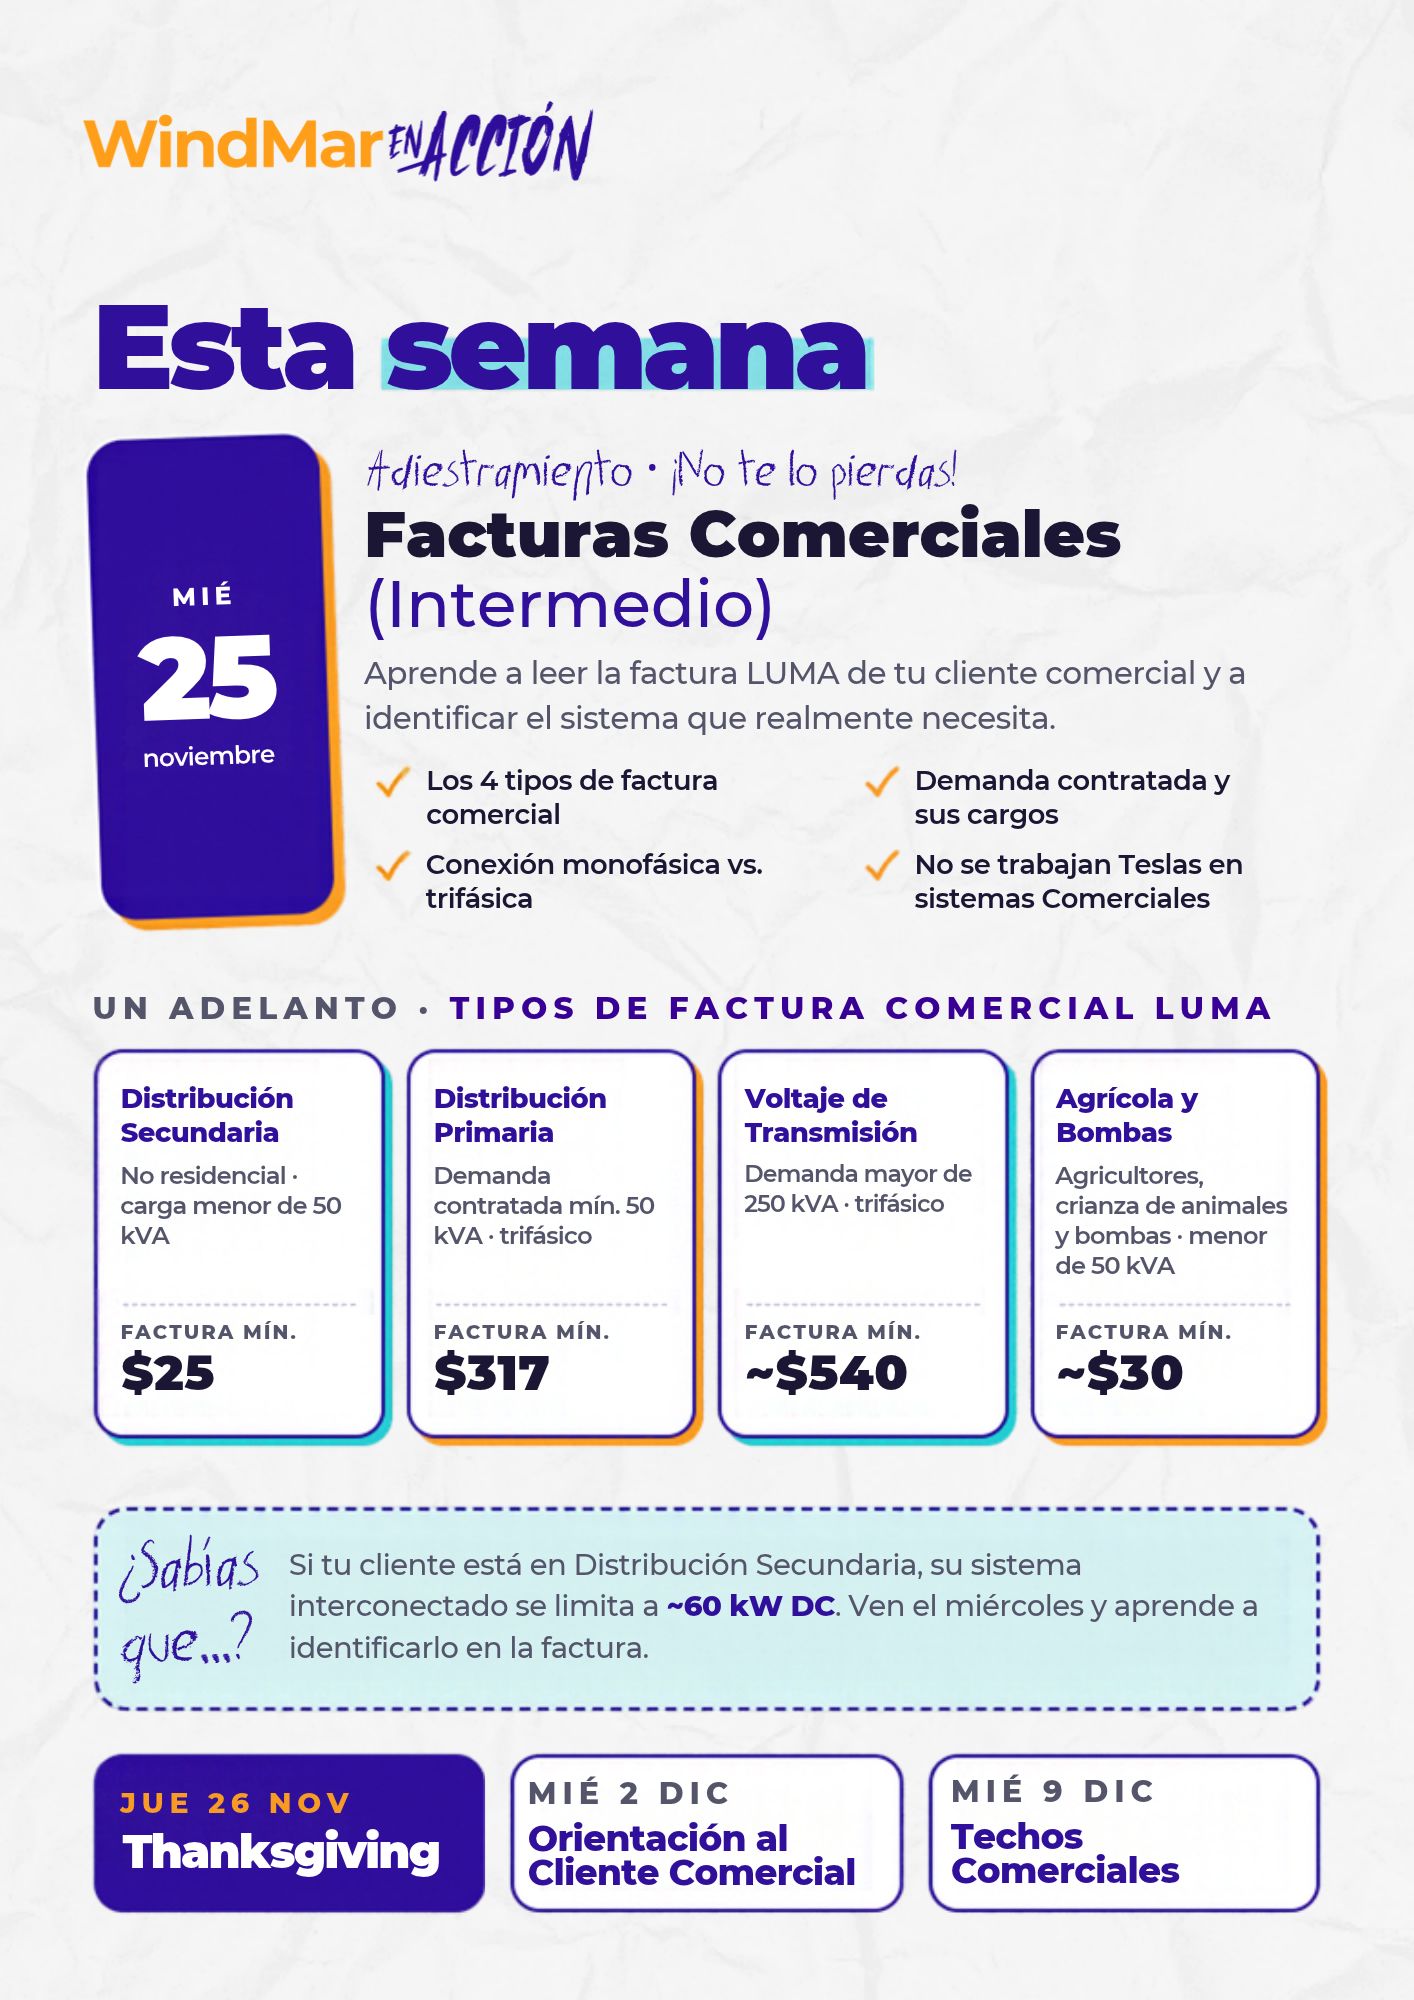 WindMar EN ACCIÓN
Esta semana
MIÉ
25
noviembre
Adiestramiento • ¡No te lo pierdas!
Facturas Comerciales
(Intermedio)
Aprende a leer la factura LUMA de tu cliente comercial y a
identificar el sistema que realmente necesita.
Los 4 tipos de factura
comercial
Demanda contratada y
sus cargos
Conexión monofásica vs.
trifásica
No se trabajan Teslas en
sistemas Comerciales
UN ADELANTO · TIPOS DE FACTURA COMERCIAL LUMA
Distribución
Secundaria
No residencial ·
carga menor de 50
kVA
FACTURA MÍN.
$25
Distribución
Primaria
Demanda
contratada mín. 50
kVA · trifásico
FACTURA MÍN.
$317
Voltaje de
Transmisión
Demanda mayor de
250 kVA · trifásico
FACTURA MÍN.
~$540
Agrícola y
Bombas
Agricultores,
crianza de animales
y bombas · menor
de 50 kVA
FACTURA MÍN.
~$30
¿Sabías
que...?
Si tu cliente está en Distribución Secundaria, su sistema
interconectado se limita a ~60 kW DC. Ven el miércoles y aprende a
identificarlo en la factura.
JUE 26 NOV
Thanksgiving
MIÉ 2 DIC
Orientación al
Cliente Comercial
MIÉ 9 DIC
Techos
Comerciales